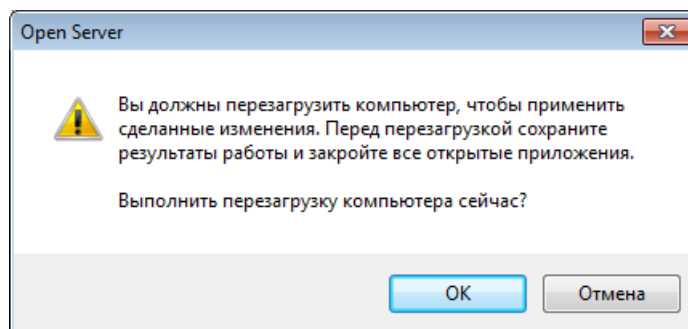 Open Server
Вы должны перезагрузить компьютер, чтобы применить
сделанные изменения. Перед перезагрузкой сохраните
результаты работы и закройте все открытые приложения.
Выполнить перезагрузку компьютера сейчас?
OK
Отмена